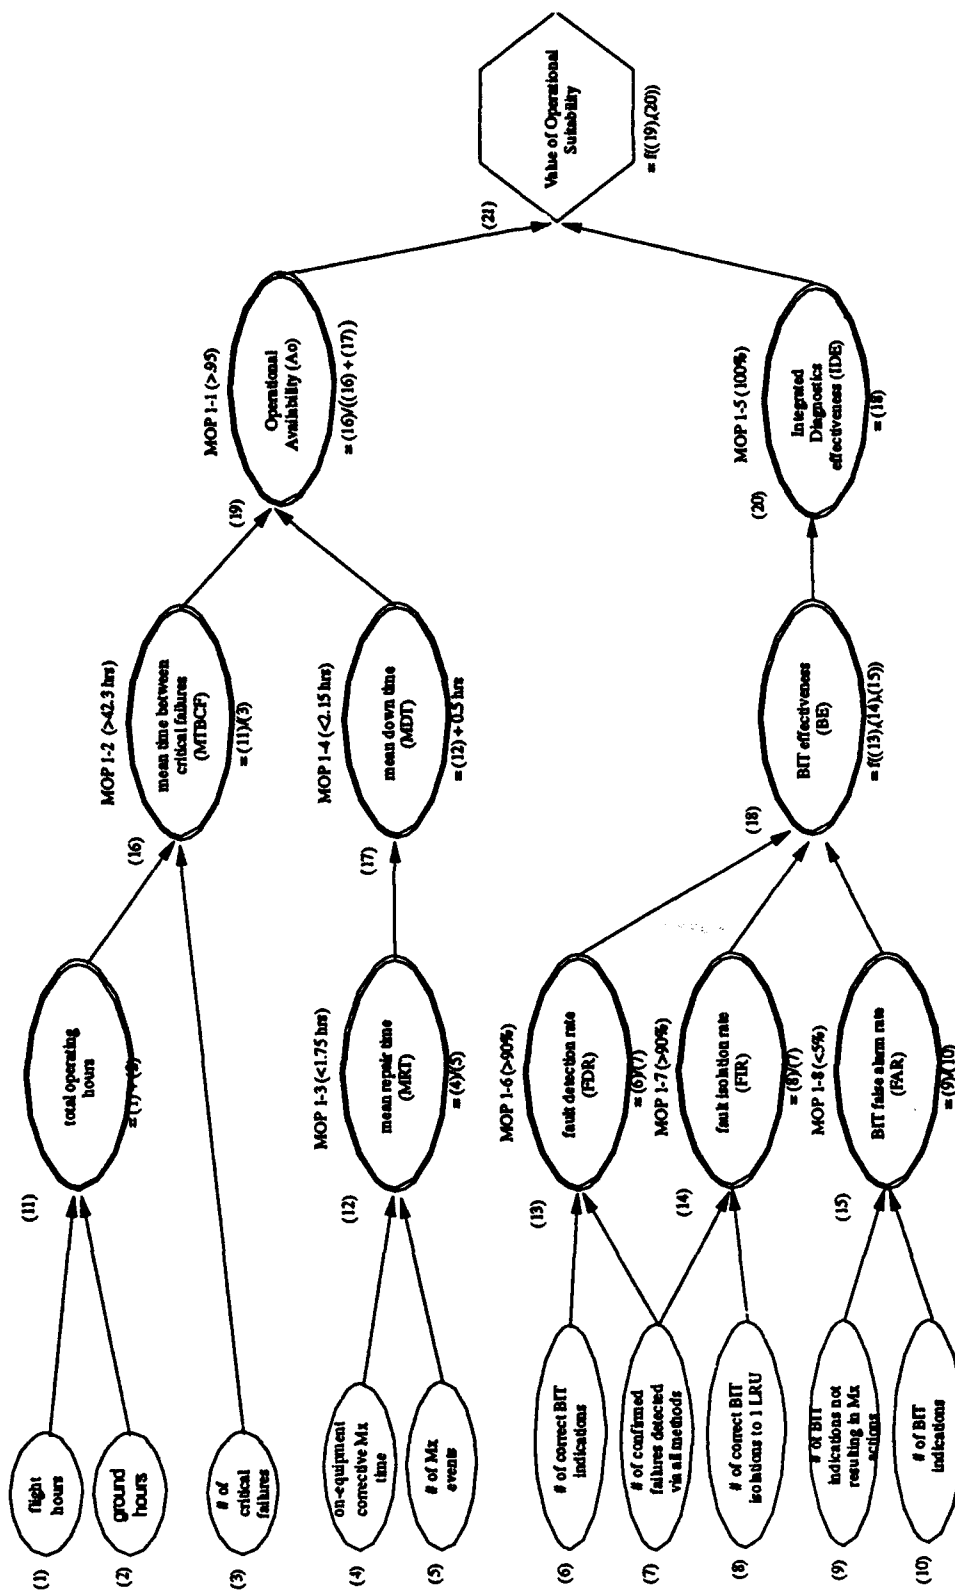 (1)
flight
hours
(2)
ground
hours
(3)
# of
critical
failures
(4)
on-equipment
corrective Mx
time
(5)
# of Mx
events
(6)
# of correct BIT
indications
(7)
# of confirmed
failures detected
via all methods
(8)
# of correct BIT
isolations to 1 LRU
(9)
# of BIT
indications not
resulting in Mx
actions
(10)
# of BIT
indications
(11)
total operating
hours
= (1) + (2)
(12)
MOP 1-3 (<1.75 hrs)
mean repair time
(MRT)
= (4)/(5)
(13)
MOP 1-6 (>90%)
fault detection rate
(FDR)
= (6)/(7)
(14)
MOP 1-7 (>90%)
fault isolation rate
(FIR)
= (8)/(7)
(15)
MOP 1-8 (<5%)
BIT false alarm rate
(FAR)
= (9)/(10)
(16)
MOP 1-2 (>42.3 hrs)
mean time between
critical failures
(MTBCF)
= (11)/(3)
(17)
MOP 1-4 (<2.15 hrs)
mean down time
(MDT)
= (12) + 0.5 hrs
(18)
BIT effectiveness
(BE)
= f((13),(14),(15))
(19)
MOP 1-1 (>.95)
Operational
Availability (Ao)
= (16)/((16) + (17))
(20)
MOP 1-5 (100%)
Integrated
Diagnostics
effectiveness (IDE)
= (18)
(21)
Value of Operational
Suitability
= f((19),(20))